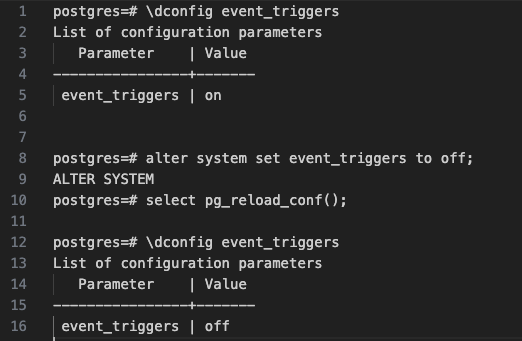 1 postgres=# \dconfig event_triggers
2 List of configuration parameters
3    Parameter    | Value
4 ----------------+-------
5  event_triggers | on
6
7
8 postgres=# alter system set event_triggers to off;
9 ALTER SYSTEM
10 postgres=# select pg_reload_conf();
11
12 postgres=# \dconfig event_triggers
13 List of configuration parameters
14    Parameter    | Value
15 ----------------+-------
16  event_triggers | off